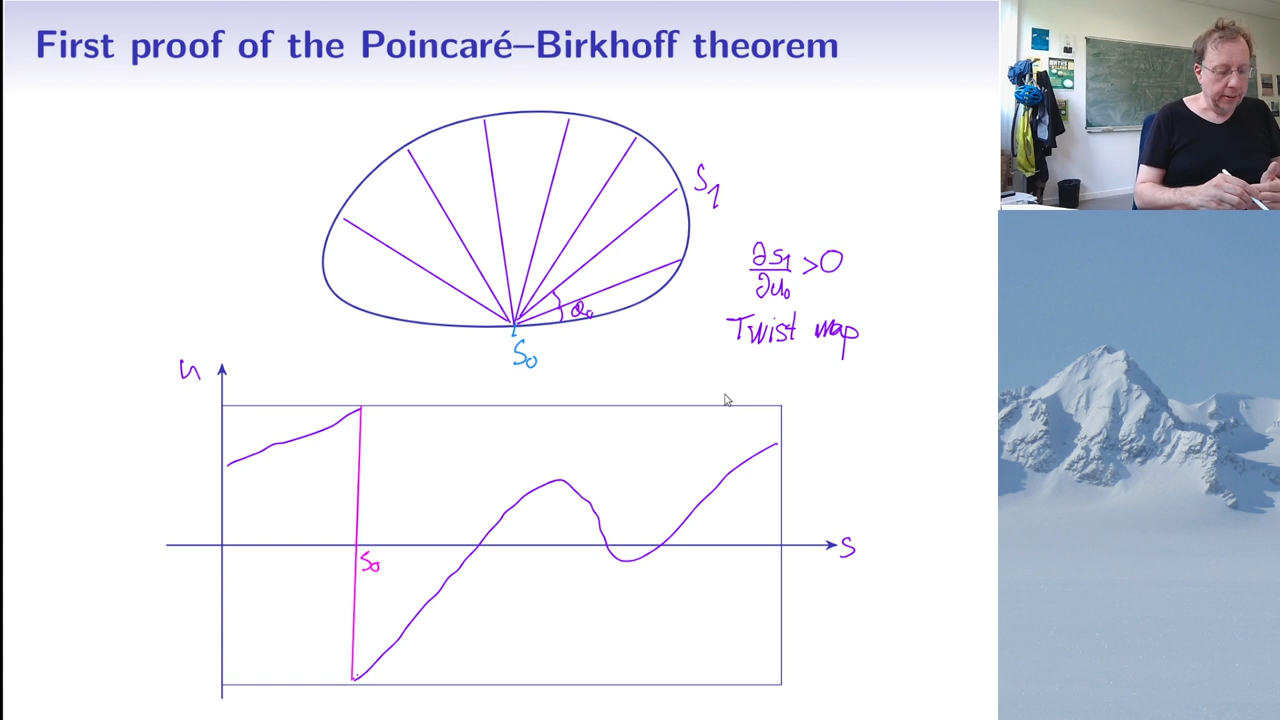 First proof of the Poincaré–Birkhoff theorem
S₁
∂s₁/∂u₀ >0
Twist map
θ₀
S₀
u
S₀
S